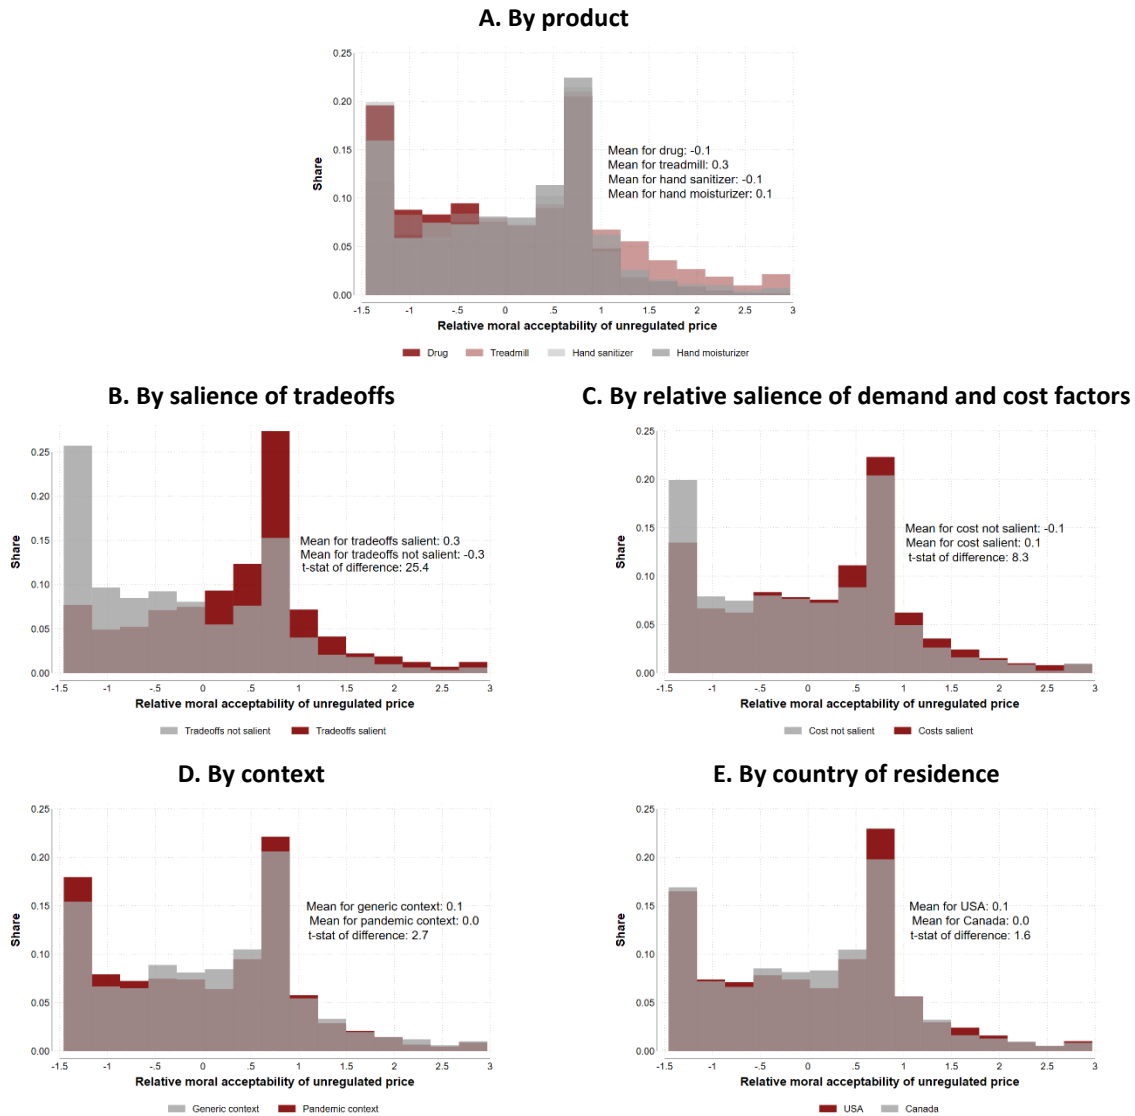 A. By product
0.25
0.20
0.15
0.10
0.05
0.00
Share
Mean for drug: -0.1
Mean for treadmill: 0.3
Mean for hand sanitizer: -0.1
Mean for hand moisturizer: 0.1
-1.5 -1 -.5 0 .5 1 1.5 2 2.5 3
Relative moral acceptability of unregulated price
Drug Treadmill Hand sanitizer Hand moisturizer
B. By salience of tradeoffs
0.25
0.20
0.15
0.10
0.05
0.00
Share
Mean for tradeoffs salient: 0.3
Mean for tradeoffs not salient: -0.3
t-stat of difference: 25.4
-1.5 -1 -.5 0 .5 1 1.5 2 2.5 3
Relative moral acceptability of unregulated price
Tradeoffs not salient Tradeoffs salient
C. By relative salience of demand and cost factors
0.25
0.20
0.15
0.10
0.05
0.00
Share
Mean for cost not salient: -0.1
Mean for cost salient: 0.1
t-stat of difference: 8.3
-1.5 -1 -.5 0 .5 1 1.5 2 2.5 3
Relative moral acceptability of unregulated price
Cost not salient Costs salient
D. By context
0.25
0.20
0.15
0.10
0.05
0.00
Share
Mean for generic context: 0.1
Mean for pandemic context: 0.0
t-stat of difference: 2.7
-1.5 -1 -.5 0 .5 1 1.5 2 2.5 3
Relative moral acceptability of unregulated price
Generic context Pandemic context
E. By country of residence
0.25
0.20
0.15
0.10
0.05
0.00
Share
Mean for USA: 0.1
Mean for Canada: 0.0
t-stat of difference: 1.6
-1.5 -1 -.5 0 .5 1 1.5 2 2.5 3
Relative moral acceptability of unregulated price
USA Canada